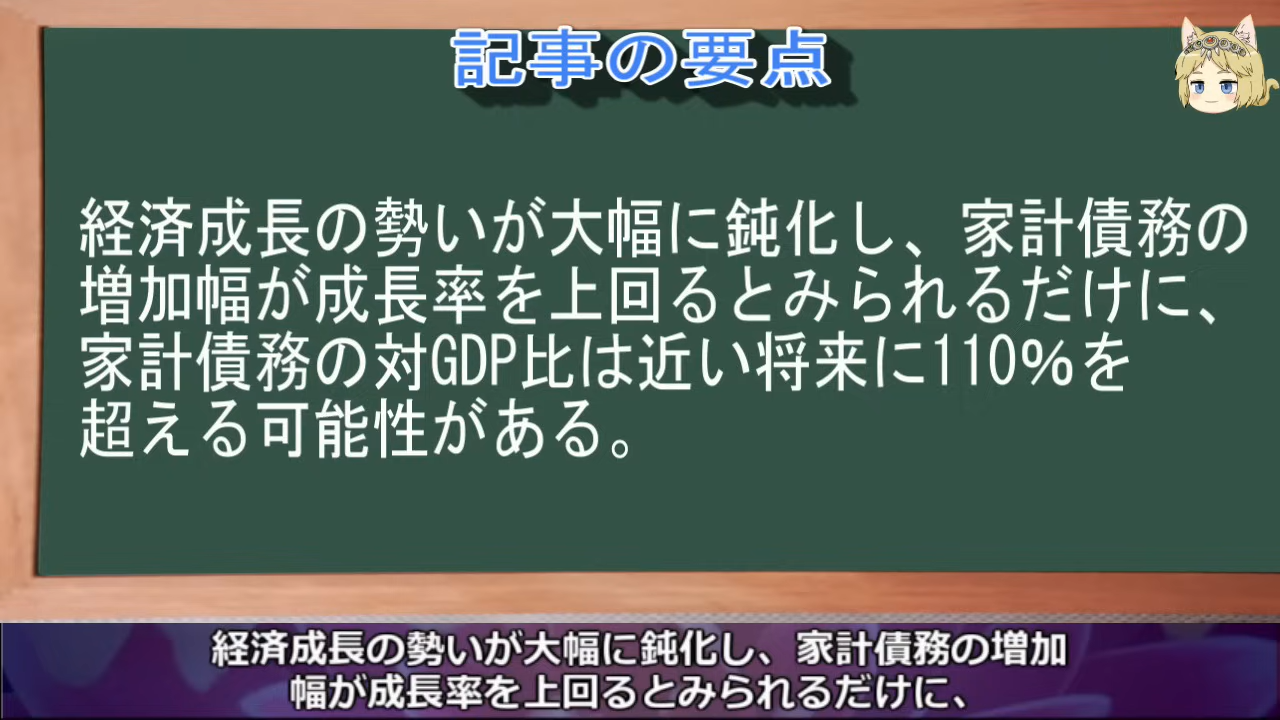 記事の要点
経済成長の勢いが大幅に鈍化し、家計債務の
増加幅が成長率を上回るとみられるだけに、
家計債務の対GDP比は近い将来に110%を
超える可能性がある。
経済成長の勢いが大幅に鈍化し、家計債務の増加
幅が成長率を上回るとみられるだけに、